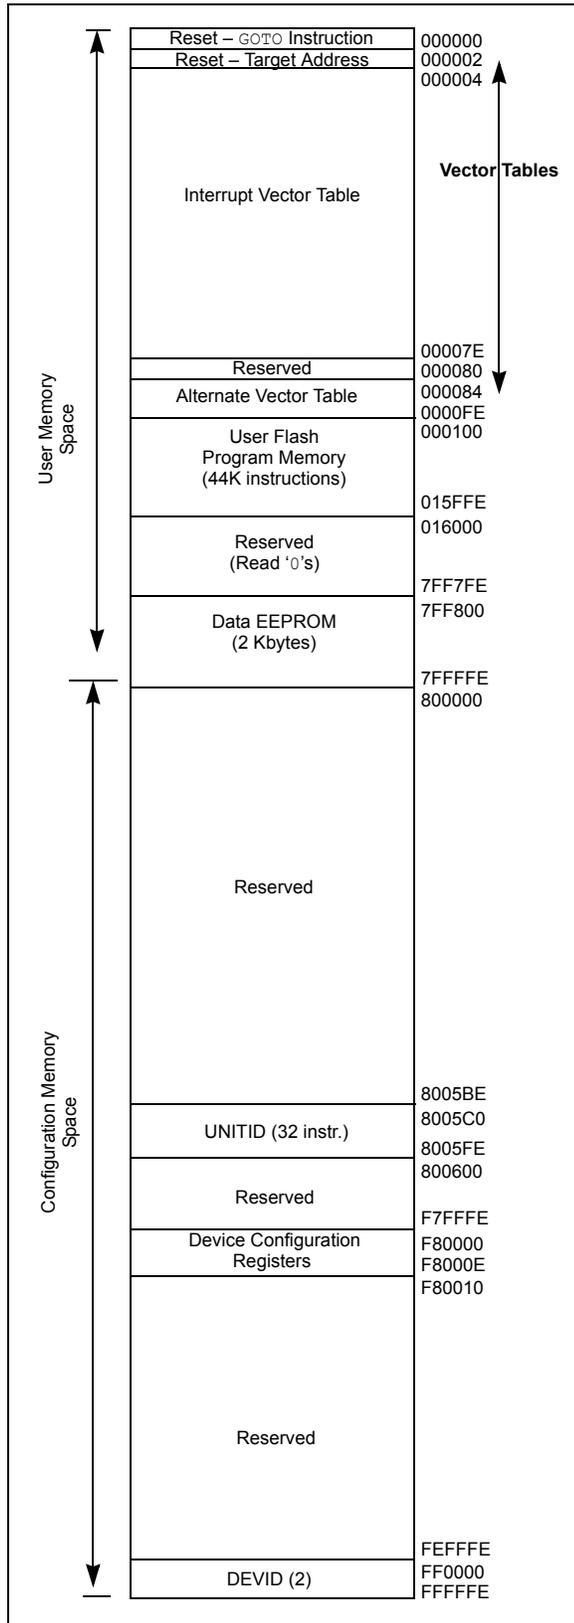 Reset – GOTO Instruction
000000
Reset – Target Address
000002
000004
Vector Tables
Interrupt Vector Table
00007E
Reserved
000080
Alternate Vector Table
000084
0000FE
User Memory
Space
User Flash
Program Memory
(44K instructions)
000100
015FFE
016000
Reserved
(Read ‘0’s)
7FF7FE
7FF800
Data EEPROM
(2 Kbytes)
7FFFFE
800000
Reserved
8005BE
8005C0
UNITID (32 instr.)
8005FE
800600
Configuration Memory
Space
Reserved
F7FFFE
Device Configuration
Registers
F80000
F8000E
F80010
Reserved
FEFFFE
FF0000
DEVID (2)
FFFFFE